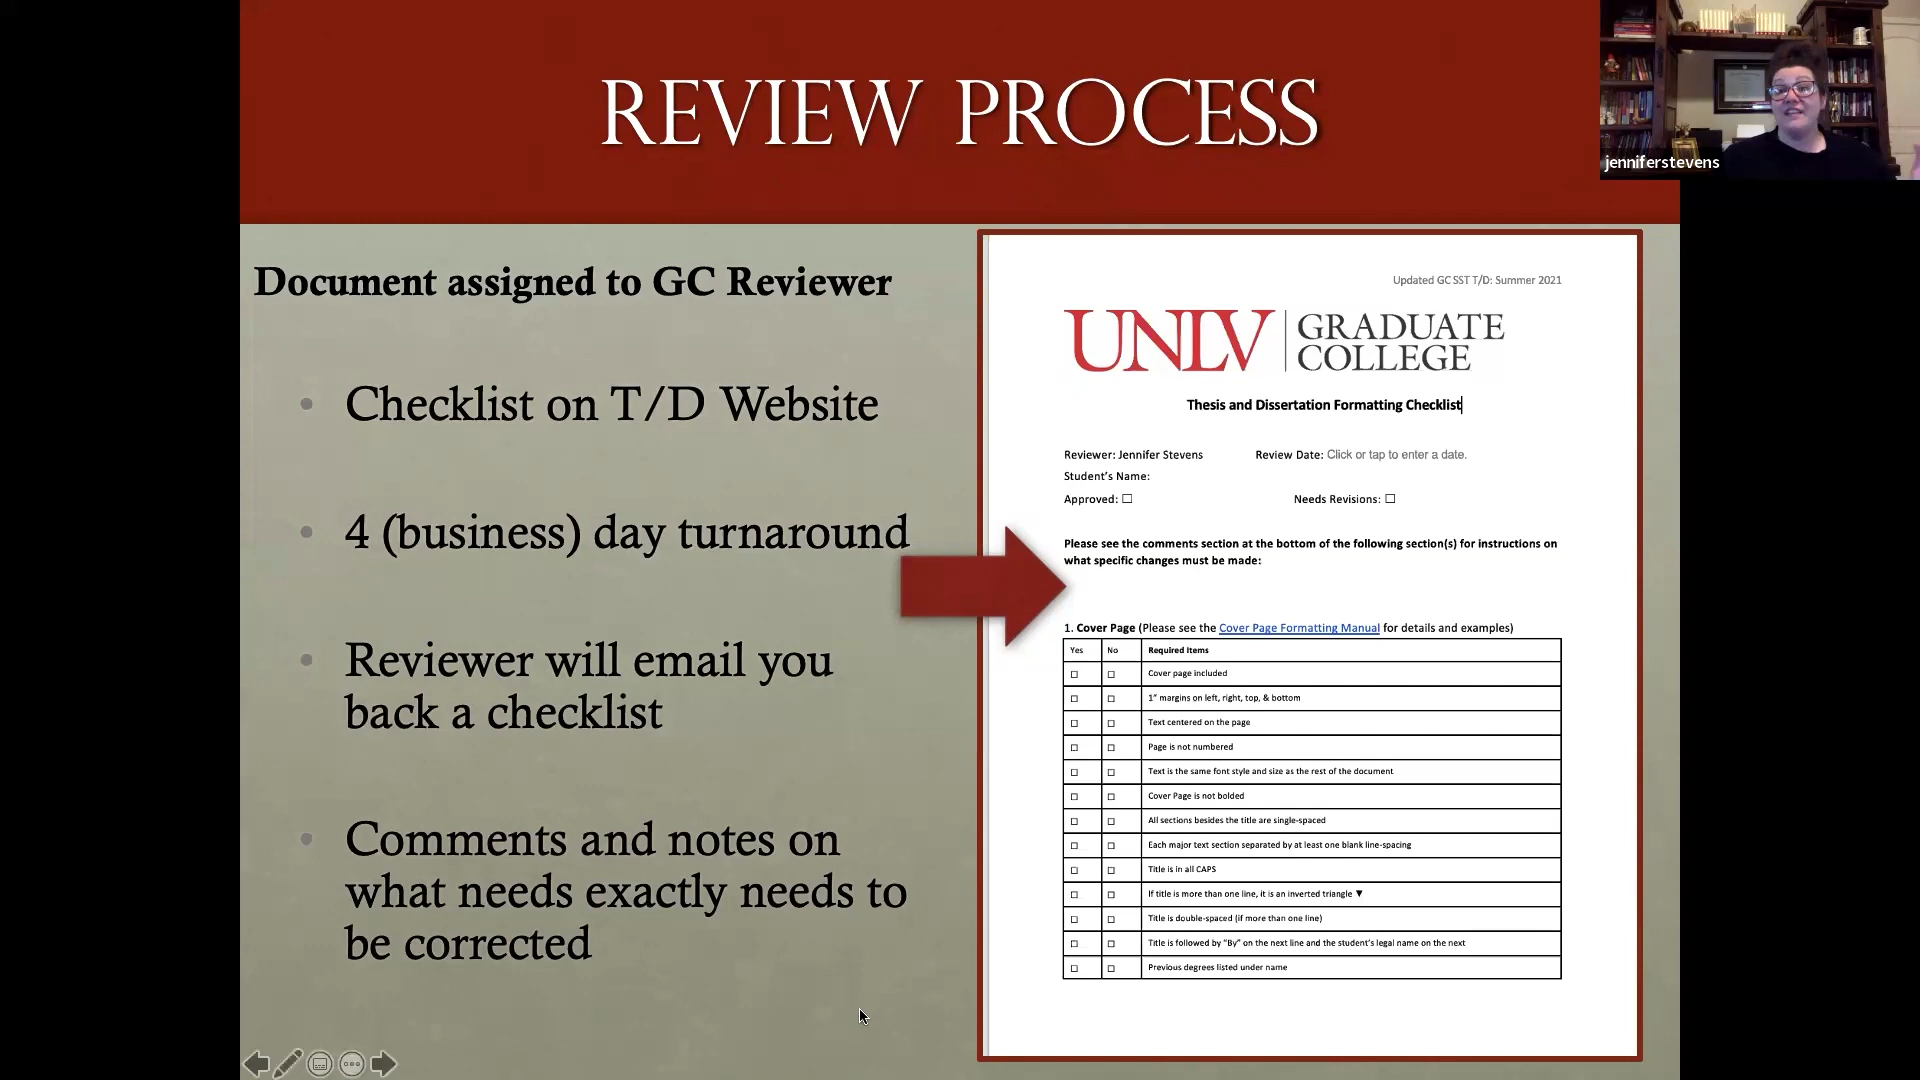 REVIEW PROCESS
jenniferstevens
Document assigned to GC Reviewer
• Checklist on T/D Website
• 4 (business) day turnaround
• Reviewer will email you
back a checklist
• Comments and notes on
what needs exactly needs to
be corrected
Updated GC SST T/D: Summer 2021
UNLV GRADUATE
COLLEGE
Thesis and Dissertation Formatting Checklist
Reviewer: Jennifer Stevens Review Date: Click or tap to enter a date.
Student's Name:
Approved: ☐ Needs Revisions: ☐
Please see the comments section at the bottom of the following section(s) for instructions on
what specific changes must be made:
1. Cover Page (Please see the Cover Page Formatting Manual for details and examples)
Yes No Required Items
☐ ☐ Cover page included
☐ ☐ 1" margins on left, right, top, & bottom
☐ ☐ Text centered on the page
☐ ☐ Page is not numbered
☐ ☐ Text is the same font style and size as the rest of the document
☐ ☐ Cover Page is not bolded
☐ ☐ All sections besides the title are single-spaced
☐ ☐ Each major text section separated by at least one blank line-spacing
☐ ☐ Title is in all CAPS
☐ ☐ If title is more than one line, it is an inverted triangle ▼
☐ ☐ Title is double-spaced (if more than one line)
☐ ☐ Title is followed by "By" on the next line and the student's legal name on the next
☐ ☐ Previous degrees listed under name